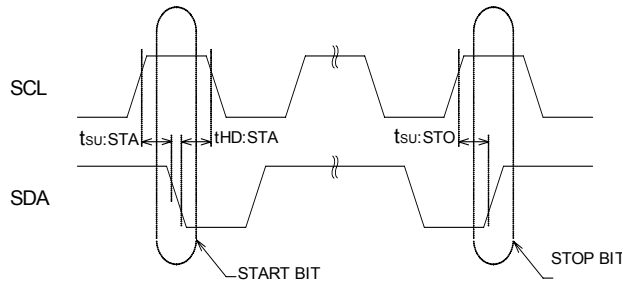 SCL
tSU:STA tHD:STA tSU:STO
SDA
START BIT STOP BIT